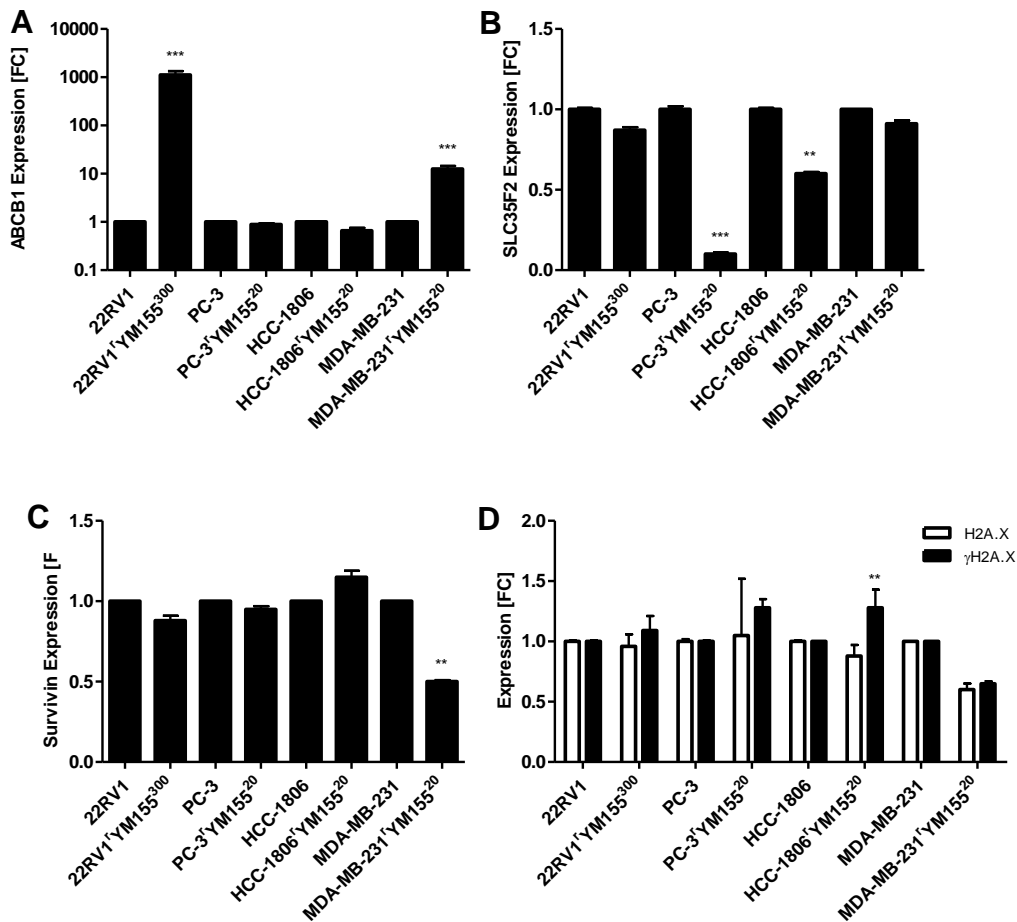 A
ABCB1 Expression [FC]
10000
1000
100
10
1
0.1
***
***
22RV1
22RV1rYM155300
PC-3
PC-3rYM15520
HCC-1806
HCC-1806rYM15520
MDA-MB-231
MDA-MB-231rYM15520
B
SLC35F2 Expression [FC]
1.5
1.0
0.5
0.0
***
**
22RV1
22RV1rYM155300
PC-3
PC-3rYM15520
HCC-1806
HCC-1806rYM15520
MDA-MB-231
MDA-MB-231rYM15520
C
Survivin Expression [F
1.5
1.0
0.5
0.0
**
22RV1
22RV1rYM155300
PC-3
PC-3rYM15520
HCC-1806
HCC-1806rYM15520
MDA-MB-231
MDA-MB-231rYM15520
D
Expression [FC]
2.0
1.5
1.0
0.5
0.0
H2A.X
γH2A.X
**
22RV1
22RV1rYM155300
PC-3
PC-3rYM15520
HCC-1806
HCC-1806rYM15520
MDA-MB-231
MDA-MB-231rYM15520